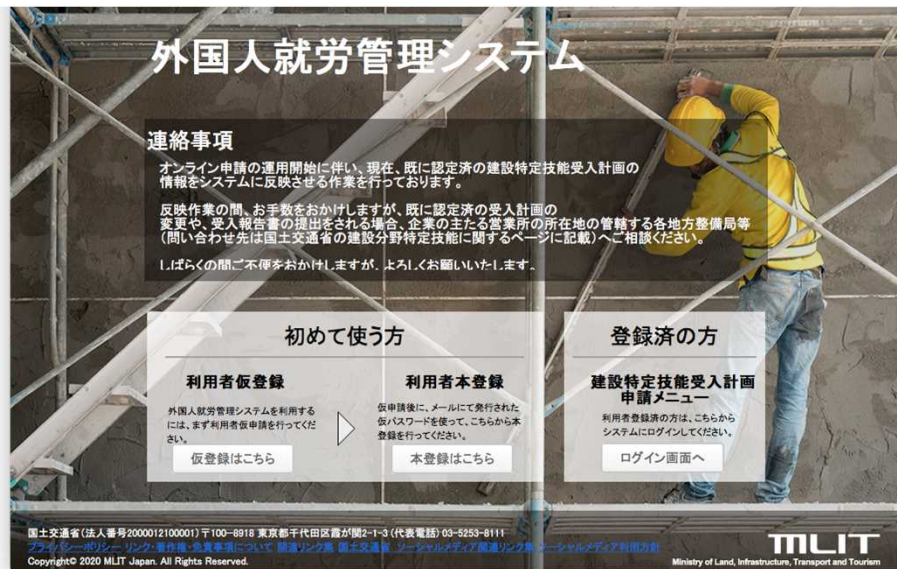 外国人就労管理システム
連絡事項
オンライン申請の運用開始に伴い、現在、既に認定済の建設特定技能受入計画の
情報をシステムに反映させる作業を行っております。
反映作業の間、お手数をおかけしますが、既に認定済の受入計画の
変更や、受入報告書の提出をされる場合、企業の主たる営業所の所在地の管轄する各地方整備局等
(問い合わせ先は国土交通省の建設分野特定技能に関するページに記載)へご相談ください。
しばらくの間ご不便をおかけしますが、よろしくお願いいたします。
初めて使う方
利用者仮登録
外国人就労管理システムを利用する
には、まず利用者仮申請を行ってくだ
さい。
仮登録はこちら
利用者本登録
仮申請後に、メールにて発行された
仮パスワードを使って、こちらから本
登録を行ってください。
本登録はこちら
登録済の方
建設特定技能受入計画
申請メニュー
利用者登録済の方は、こちらから
システムにログインしてください。
ログイン画面へ
国土交通省(法人番号2000012100001)〒100-8918 東京都千代田区霞が関2-1-3 (代表電話) 03-5253-8111
プライバシーポリシー リンク・著作権・免責事項について 関連リンク集 国土交通省 ソーシャルメディア関連リンク集 ソーシャルメディア利用方針
Copyright© 2020 MLIT Japan. All Rights Reserved.
MLIT
Ministry of Land, Infrastructure, Transport and Tourism